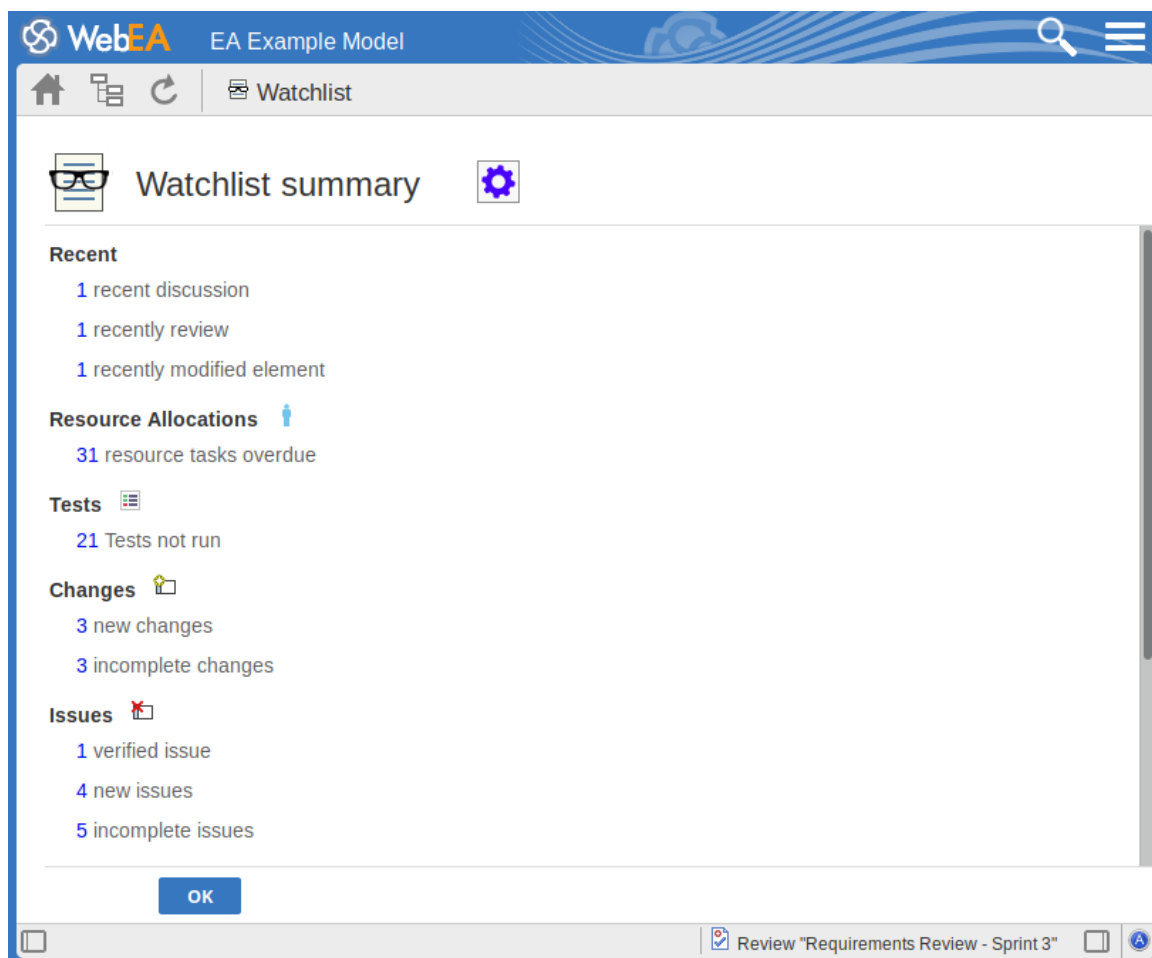 WebEA EA Example Model
Watchlist
Watchlist summary
Recent
1 recent discussion
1 recently review
1 recently modified element
Resource Allocations
31 resource tasks overdue
Tests
21 Tests not run
Changes
3 new changes
3 incomplete changes
Issues
1 verified issue
4 new issues
5 incomplete issues
OK
Review "Requirements Review - Sprint 3"
A